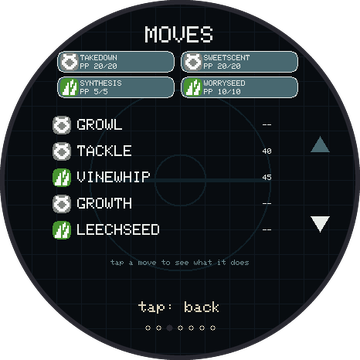 MOVES
TAKEDOWN
PP 20/20
SWEETSCENT
PP 20/20
SYNTHESIS
PP 5/5
WORRYSEED
PP 10/10
GROWL --
TACKLE 40
VINEWHIP 45
GROWTH --
LEECHSEED --
tap a move to see what it does
tap: back